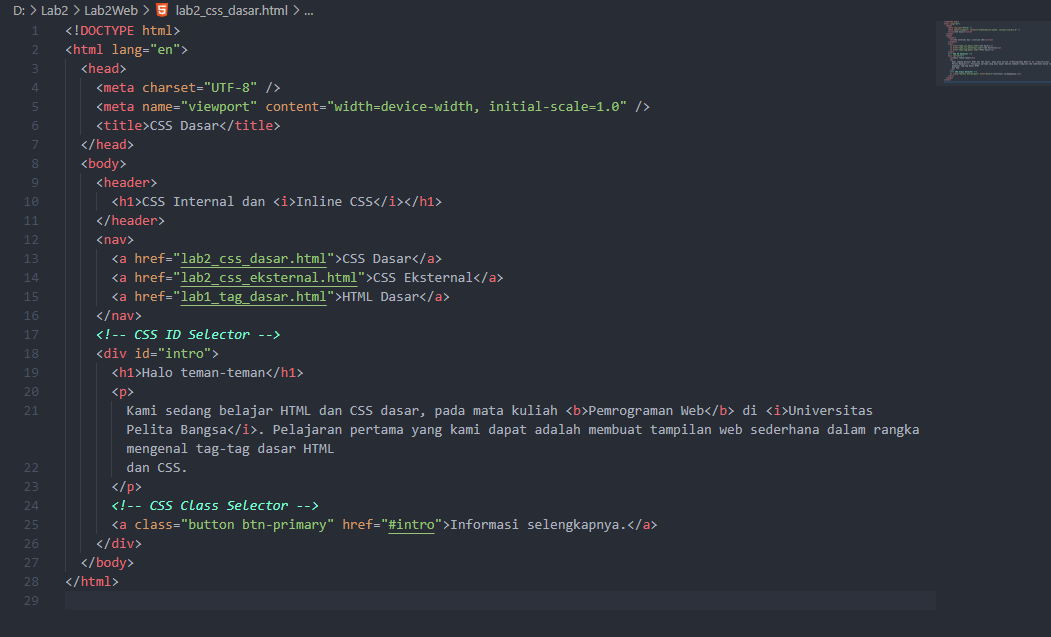 D: > Lab2 > Lab2Web > lab2_css_dasar.html > ...
1 <!DOCTYPE html>
2 <html lang="en">
3 <head>
4 <meta charset="UTF-8" />
5 <meta name="viewport" content="width=device-width, initial-scale=1.0" />
6 <title>CSS Dasar</title>
7 </head>
8 <body>
9 <header>
10 <h1>CSS Internal dan <i>Inline CSS</i></h1>
11 </header>
12 <nav>
13 <a href="lab2_css_dasar.html">CSS Dasar</a>
14 <a href="lab2_css_eksternal.html">CSS Eksternal</a>
15 <a href="lab1_tag_dasar.html">HTML Dasar</a>
16 </nav>
17 <!-- CSS ID Selector -->
18 <div id="intro">
19 <h1>Halo teman-teman</h1>
20 <p>
21 Kami sedang belajar HTML dan CSS dasar, pada mata kuliah <b>Pemrograman Web</b> di <i>Universitas
Pelita Bangsa</i>. Pelajaran pertama yang kami dapat adalah membuat tampilan web sederhana dalam rangka
mengenal tag-tag dasar HTML
22 dan CSS.
23 </p>
24 <!-- CSS Class Selector -->
25 <a class="button btn-primary" href="#intro">Informasi selengkapnya.</a>
26 </div>
27 </body>
28 </html>
29